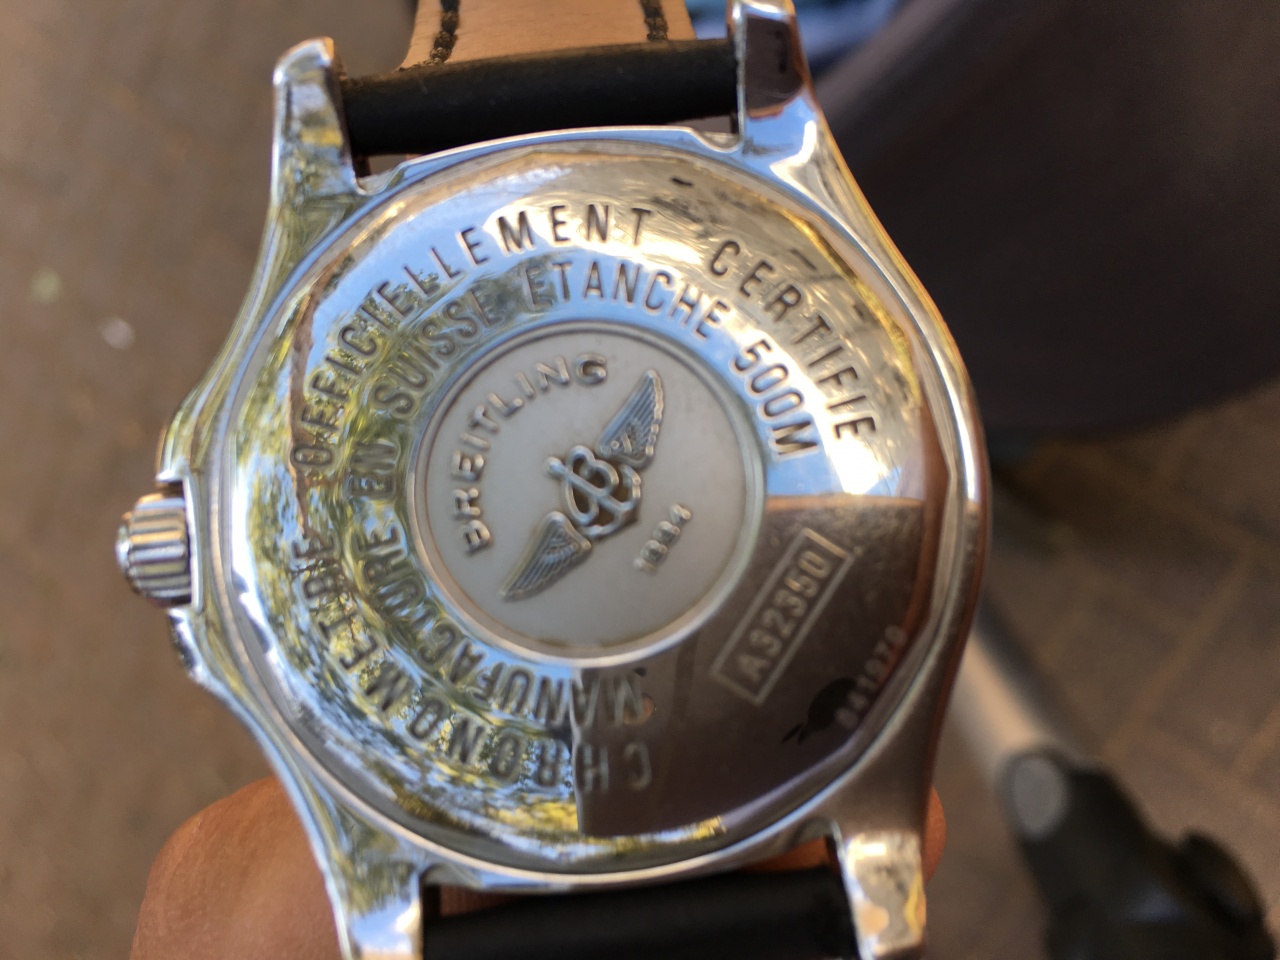 CHRONOMETRE OFFICIELLEMENT CERTIFIE
MANUFACTURE EN SUISSE ETANCHE 500M
BREITLING
B
1884
A32350